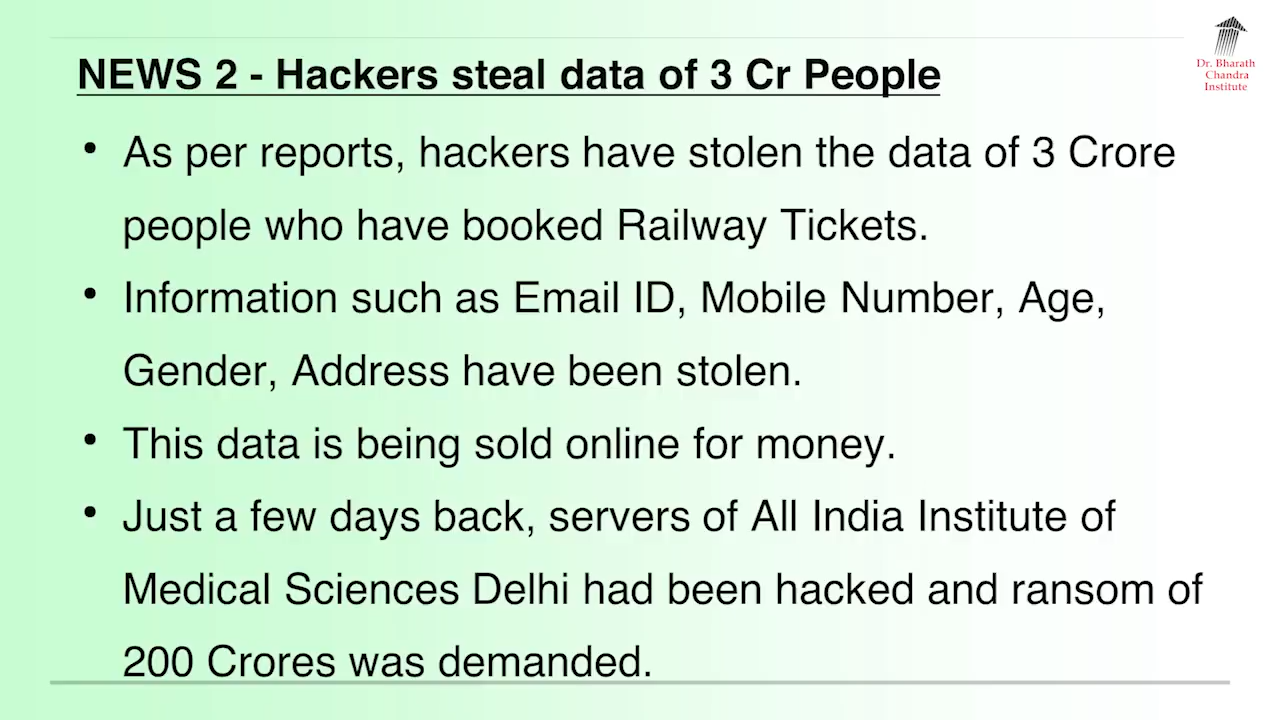 NEWS 2 - Hackers steal data of 3 Cr People
Dr. Bharath
Chandra
Institute
• As per reports, hackers have stolen the data of 3 Crore
people who have booked Railway Tickets.
• Information such as Email ID, Mobile Number, Age,
Gender, Address have been stolen.
• This data is being sold online for money.
• Just a few days back, servers of All India Institute of
Medical Sciences Delhi had been hacked and ransom of
200 Crores was demanded.